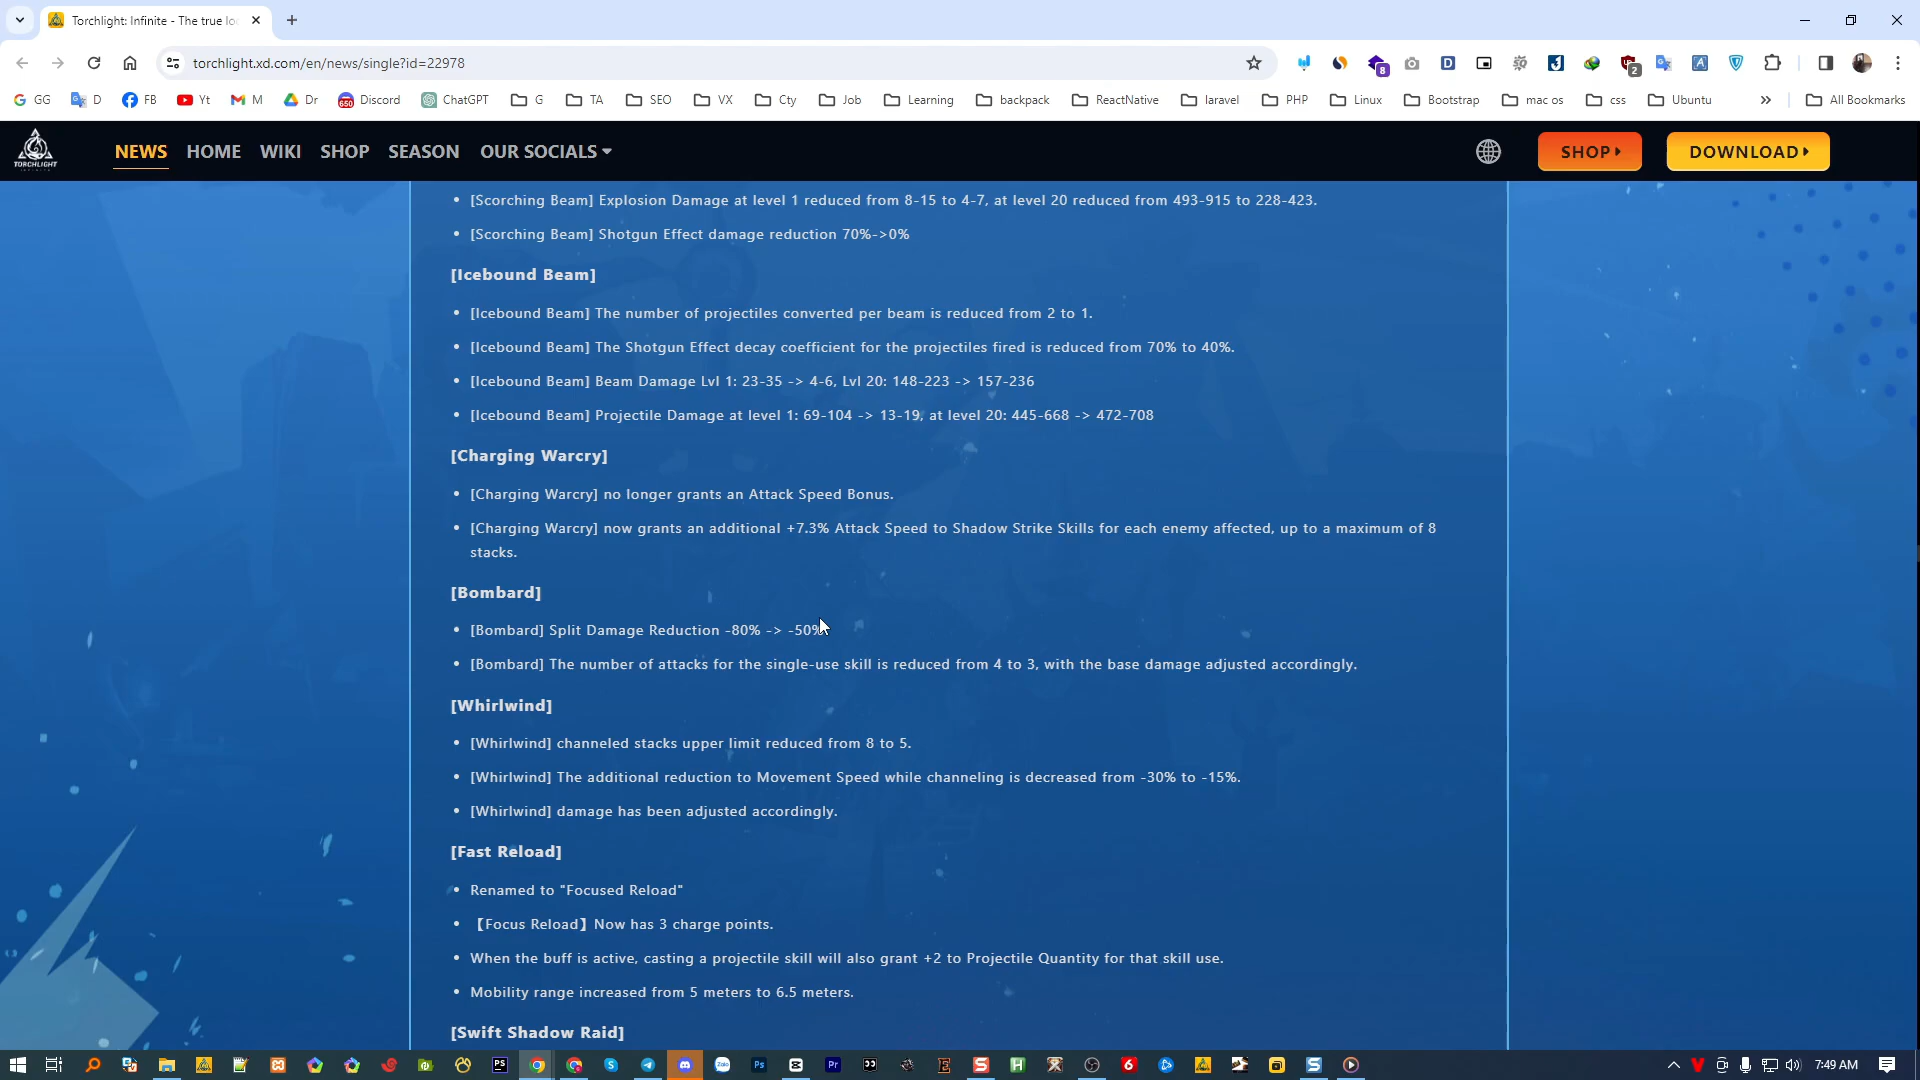 Torchlight: Infinite - The true lo
torchlight.xd.com/en/news/single?id=22978
8
2
GG
D
FB
Yt
M
Dr
650
Discord
ChatGPT
G
TA
SEO
VX
Cty
Job
Learning
backpack
ReactNative
laravel
PHP
Linux
Bootstrap
mac os
css
Ubuntu
All Bookmarks
TORCHLIGHT
NEWS
HOME
WIKI
SHOP
SEASON
OUR SOCIALS
SHOP
DOWNLOAD
• [Scorching Beam] Explosion Damage at level 1 reduced from 8-15 to 4-7, at level 20 reduced from 493-915 to 228-423.
• [Scorching Beam] Shotgun Effect damage reduction 70%->0%
[Icebound Beam]
• [Icebound Beam] The number of projectiles converted per beam is reduced from 2 to 1.
• [Icebound Beam] The Shotgun Effect decay coefficient for the projectiles fired is reduced from 70% to 40%.
• [Icebound Beam] Beam Damage Lvl 1: 23-35 -> 4-6, Lvl 20: 148-223 -> 157-236
• [Icebound Beam] Projectile Damage at level 1: 69-104 -> 13-19, at level 20: 445-668 -> 472-708
[Charging Warcry]
• [Charging Warcry] no longer grants an Attack Speed Bonus.
• [Charging Warcry] now grants an additional +7.3% Attack Speed to Shadow Strike Skills for each enemy affected, up to a maximum of 8
stacks.
[Bombard]
• [Bombard] Split Damage Reduction -80% -> -50%
• [Bombard] The number of attacks for the single-use skill is reduced from 4 to 3, with the base damage adjusted accordingly.
[Whirlwind]
• [Whirlwind] channeled stacks upper limit reduced from 8 to 5.
• [Whirlwind] The additional reduction to Movement Speed while channeling is decreased from -30% to -15%.
• [Whirlwind] damage has been adjusted accordingly.
[Fast Reload]
• Renamed to "Focused Reload"
• 【Focus Reload】Now has 3 charge points.
• When the buff is active, casting a projectile skill will also grant +2 to Projectile Quantity for that skill use.
• Mobility range increased from 5 meters to 6.5 meters.
[Swift Shadow Raid]
7:49 AM